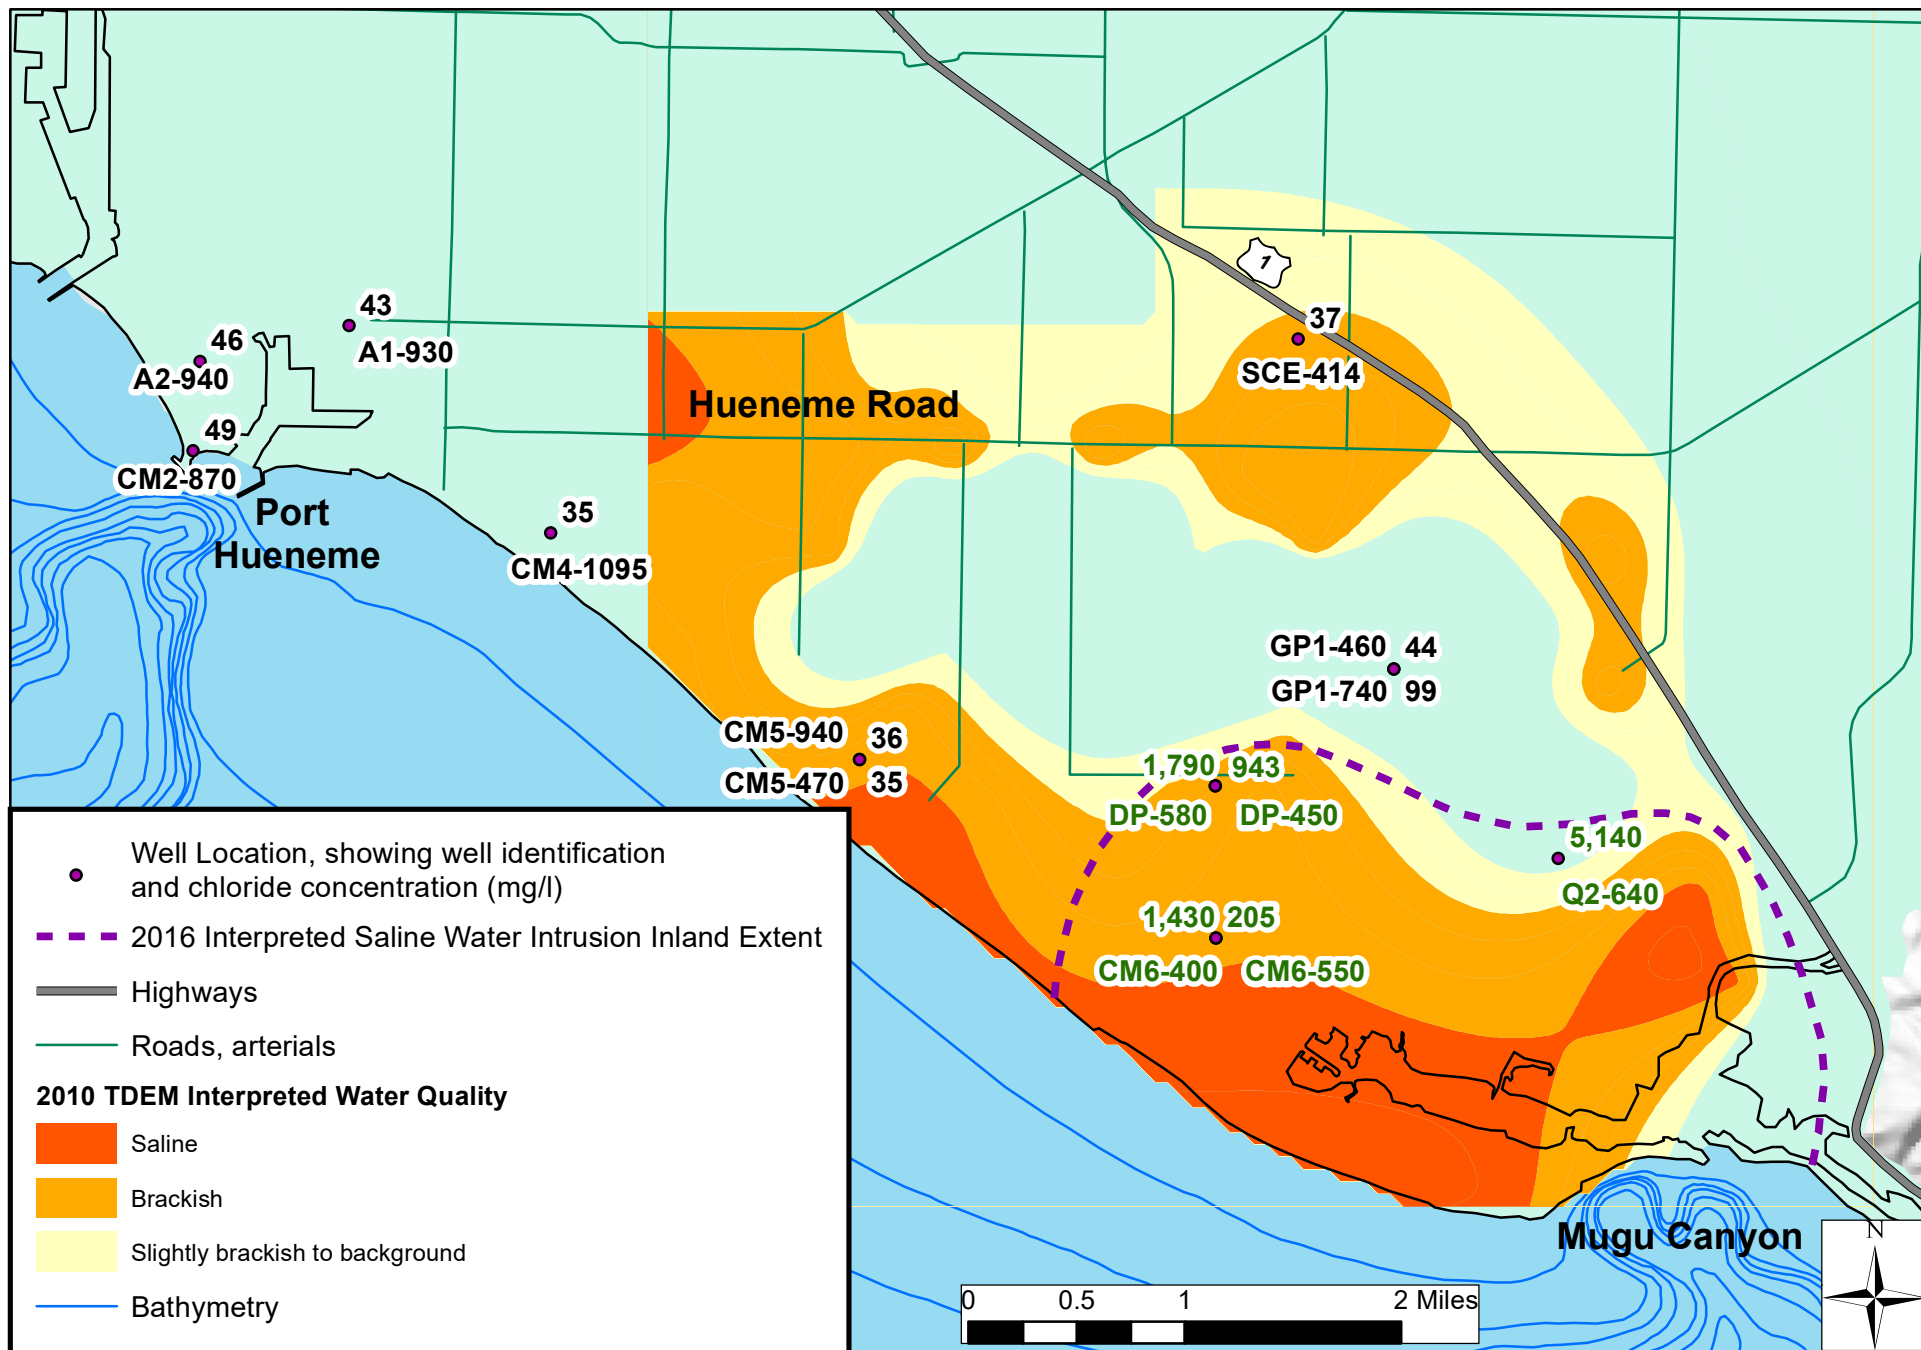 1
43
46
A1-930
A2-940
37
SCE-414
Hueneme Road
49
CM2-870
Port
Hueneme
35
CM4-1095
GP1-460 44
GP1-740 99
CM5-940 36
CM5-470 35
1,790 943
DP-580 DP-450
5,140
Q2-640
1,430 205
CM6-400 CM6-550
Mugu Canyon
Well Location, showing well identification
and chloride concentration (mg/l)
2016 Interpreted Saline Water Intrusion Inland Extent
Highways
Roads, arterials
2010 TDEM Interpreted Water Quality
Saline
Brackish
Slightly brackish to background
Bathymetry
0 0.5 1 2 Miles
N